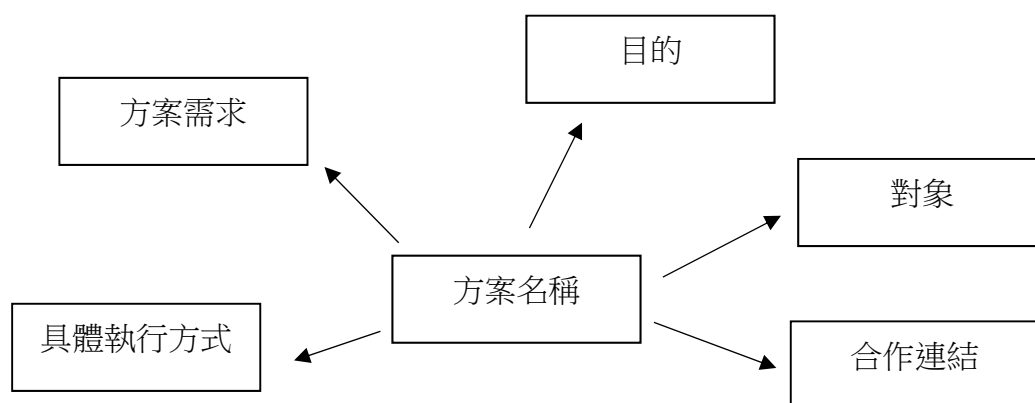 目的
方案需求
對象
方案名稱
具體執行方式
合作連結